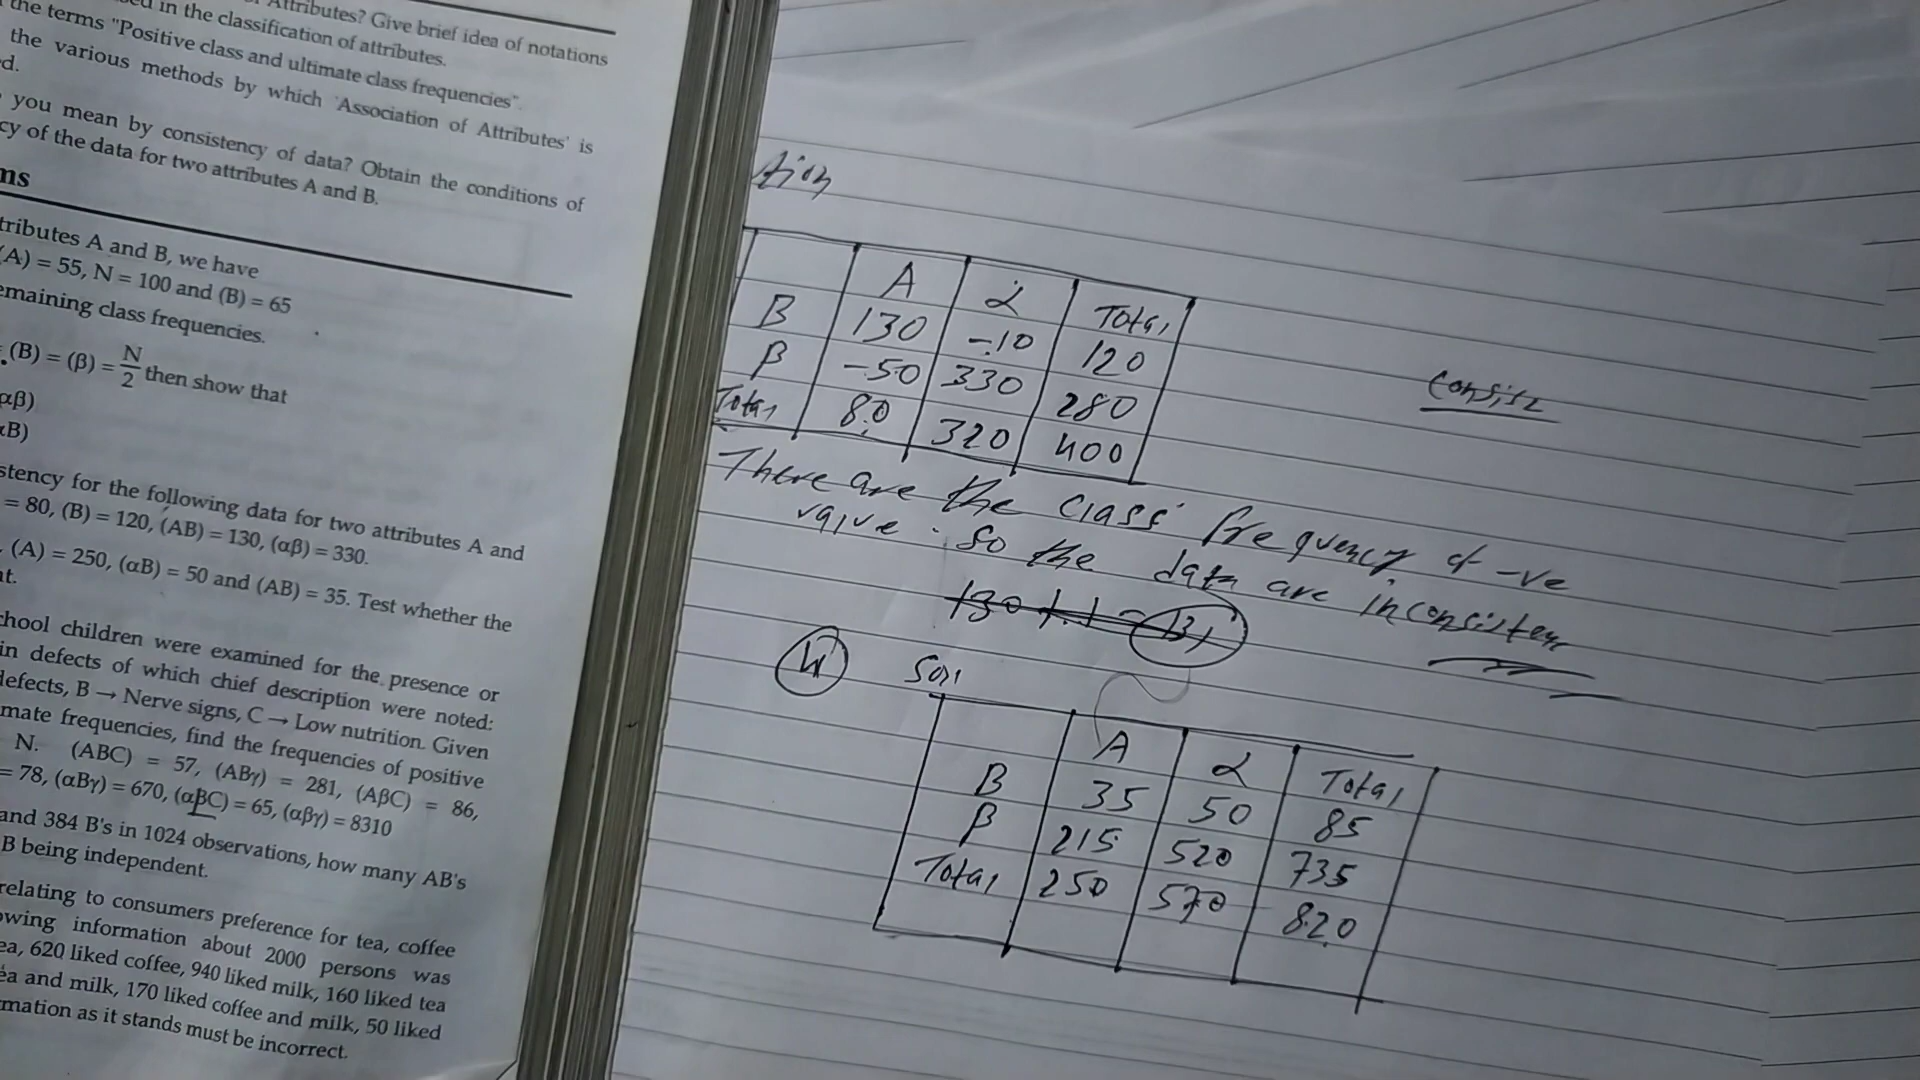 Attributes? Give brief idea of notations
in the classification of attributes.
the terms "Positive class and ultimate class frequencies".
the various methods by which 'Association of Attributes' is
d.
you mean by consistency of data? Obtain the conditions of
cy of the data for two attributes A and B.
ms
tributes A and B, we have
(A) = 55, N = 100 and (B) = 65
emaining class frequencies.
(B) = (β) = N/2 then show that
αβ)
B)
stency for the following data for two attributes A and
= 80, (B) = 120, (AB) = 130, (αβ) = 330.
(A) = 250, (αB) = 50 and (AB) = 35. Test whether the
t.
chool children were examined for the presence or
in defects of which chief description were noted:
defects, B → Nerve signs, C → Low nutrition. Given
mate frequencies, find the frequencies of positive
N. (ABC) = 57, (ABγ) = 281, (AβC) = 86,
= 78, (αBγ) = 670, (αβC) = 65, (αβγ) = 8310
and 384 B's in 1024 observations, how many AB's
B being independent.
relating to consumers preference for tea, coffee
owing information about 2000 persons was
ea, 620 liked coffee, 940 liked milk, 160 liked tea
ea and milk, 170 liked coffee and milk, 50 liked
mation as it stands must be incorrect.
A α Total
B 130 -10 120
β -50 330 280
Total 80 320 400
There are the class frequency of -ve
value. So the data are inconsisten
130
4 Sol
A α Total
B 35 50 85
β 215 520 735
Total 250 570 820